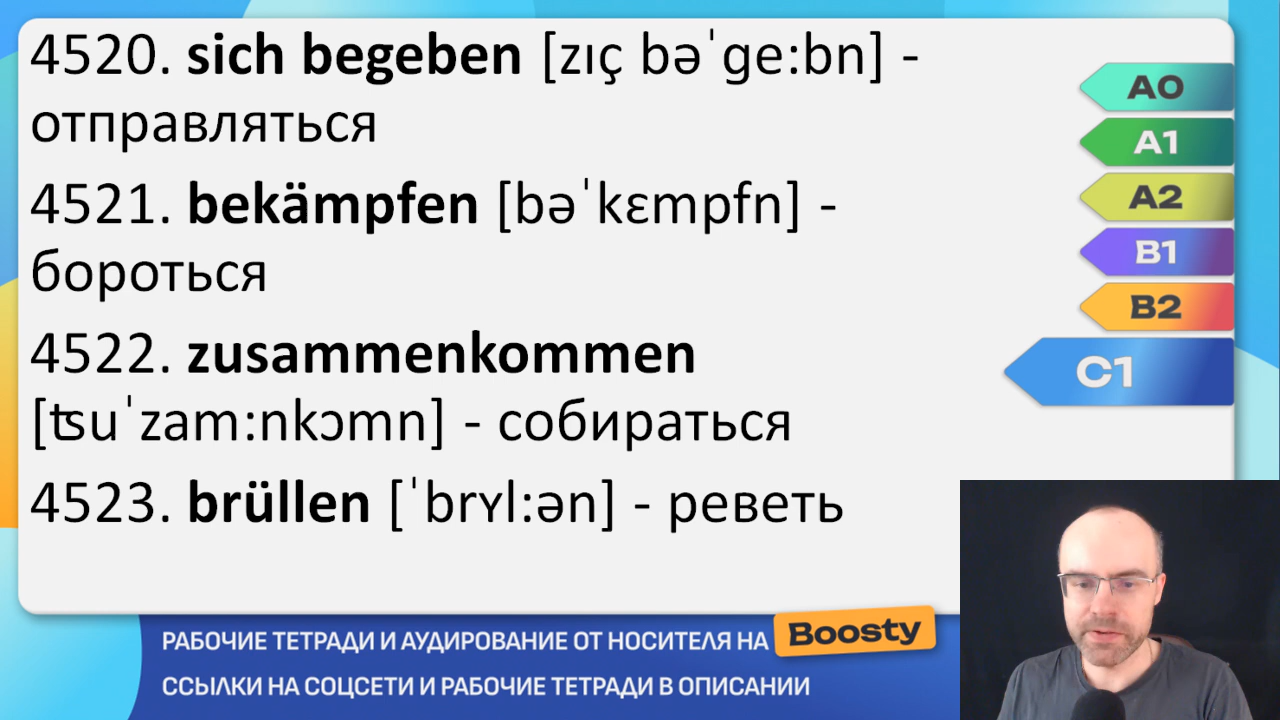 4520. sich begeben [zıç bəˈɡe:bn] -
отправляться
4521. bekämpfen [bəˈkɛmpfn] -
бороться
4522. zusammenkommen
[ʦuˈzam:nkɔmn] - собираться
4523. brüllen [ˈbrʏl:ən] - реветь
A0
A1
A2
B1
B2
C1
РАБОЧИЕ ТЕТРАДИ И АУДИРОВАНИЕ ОТ НОСИТЕЛЯ НА Boosty
ССЫЛКИ НА СОЦСЕТИ И РАБОЧИЕ ТЕТРАДИ В ОПИСАНИИ